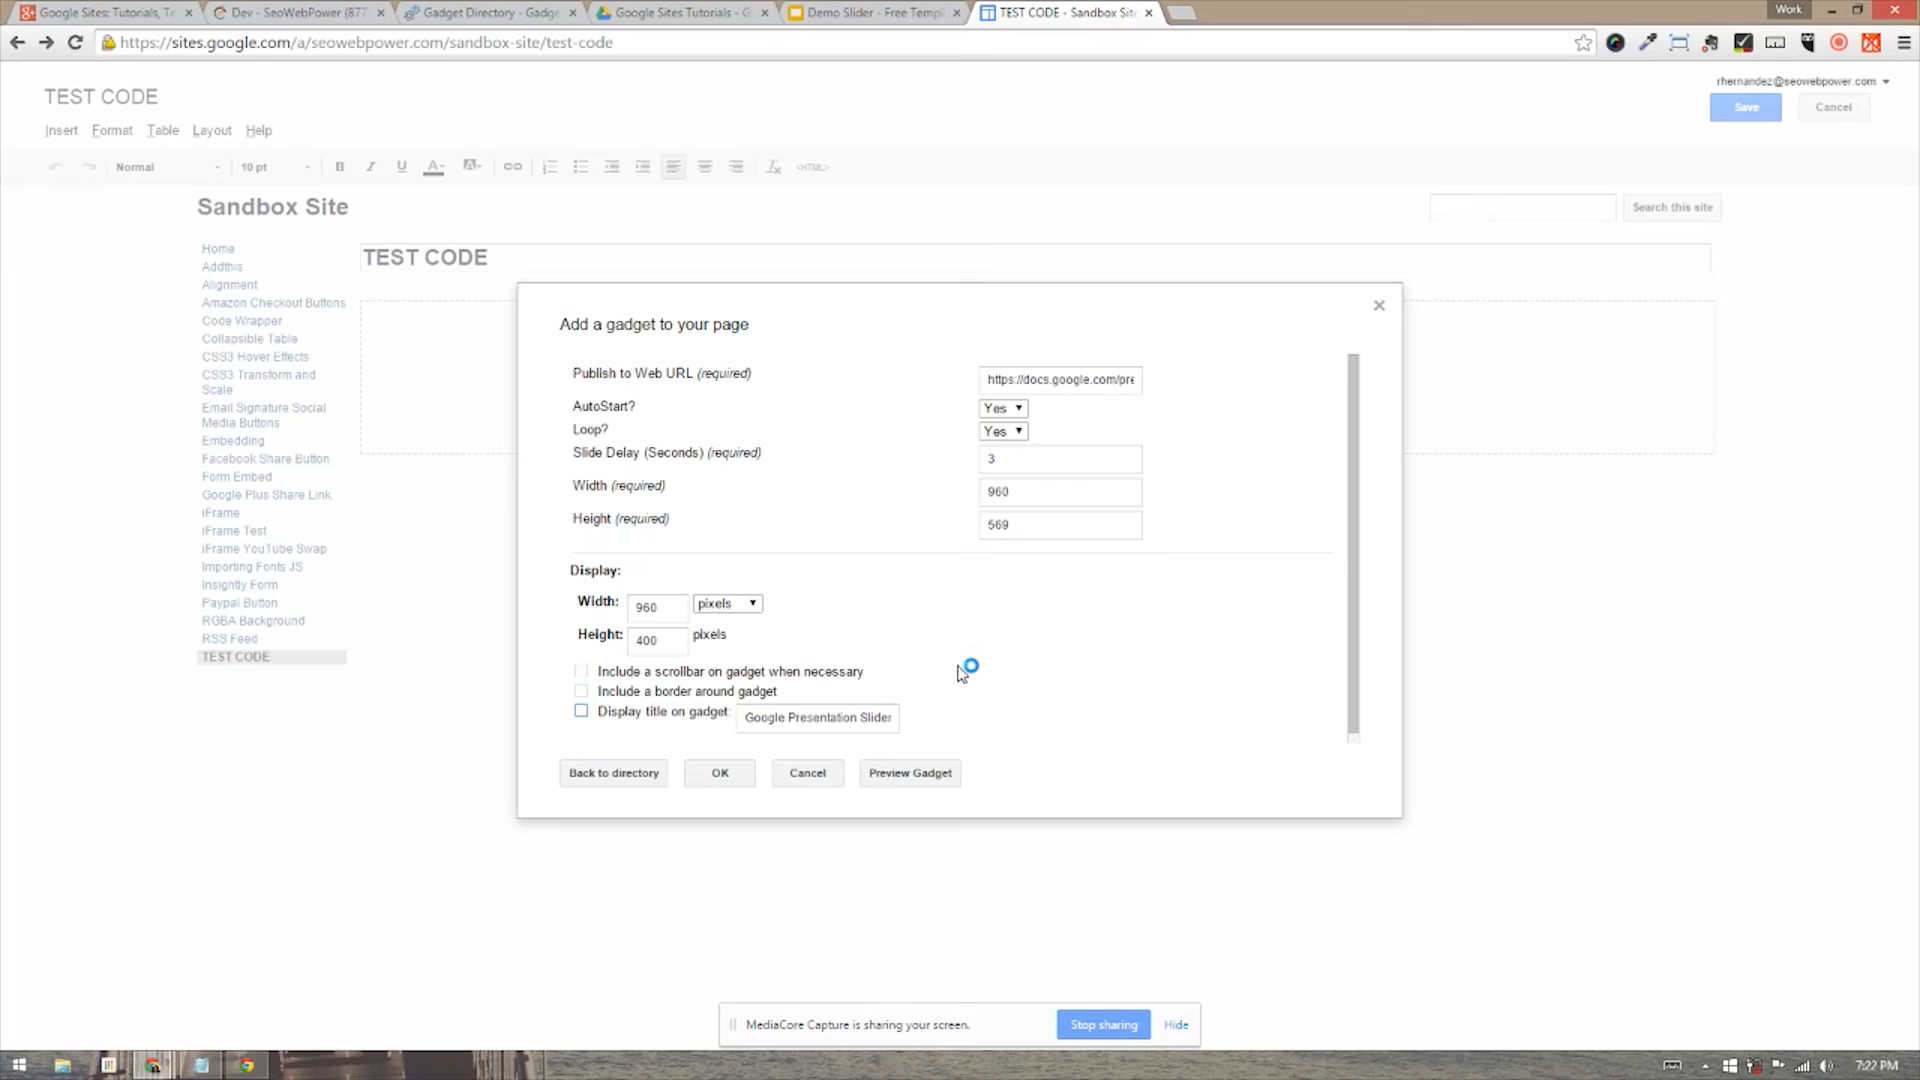 Google Sites: Tutorials, Te
Dev - SeoWebPower (877
Gadget Directory - Gadge
Google Sites Tutorials - G
Demo Slider - Free Templ
TEST CODE - Sandbox Sit
Work
https://sites.google.com/a/seowebpower.com/sandbox-site/test-code
rhernandez@seowebpower.com
TEST CODE
Save
Cancel
Insert
Format
Table
Layout
Help
Normal
10 pt
B
I
U
A
A
<HTML>
Sandbox Site
Search this site
Home
Addthis
Alignment
Amazon Checkout Buttons
Code Wrapper
Collapsible Table
CSS3 Hover Effects
CSS3 Transform and
Scale
Email Signature Social
Media Buttons
Embedding
Facebook Share Button
Form Embed
Google Plus Share Link
iFrame
iFrame Test
iFrame YouTube Swap
Importing Fonts JS
Insightly Form
Paypal Button
RGBA Background
RSS Feed
TEST CODE
TEST CODE
Add a gadget to your page
Publish to Web URL (required)
https://docs.google.com/pre
AutoStart?
Yes
Loop?
Yes
Slide Delay (Seconds) (required)
3
Width (required)
960
Height (required)
569
Display:
Width:
960
pixels
Height:
400
pixels
Include a scrollbar on gadget when necessary
Include a border around gadget
Display title on gadget:
Google Presentation Slider
Back to directory
OK
Cancel
Preview Gadget
MediaCore Capture is sharing your screen.
Stop sharing
Hide
7:22 PM